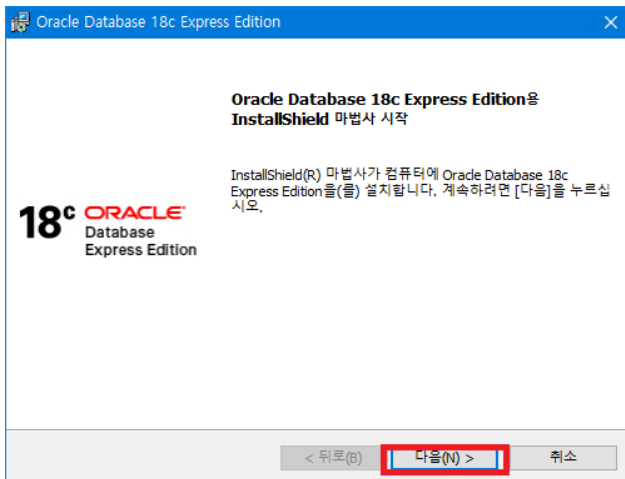 Oracle Database 18c Express Edition
Oracle Database 18c Express Edition용
InstallShield 마법사 시작
InstallShield(R) 마법사가 컴퓨터에 Oracle Database 18c
Express Edition을(를) 설치합니다. 계속하려면 [다음]을 누르십
시오.
18c ORACLE
Database
Express Edition
< 뒤로(B) 다음(N) > 취소